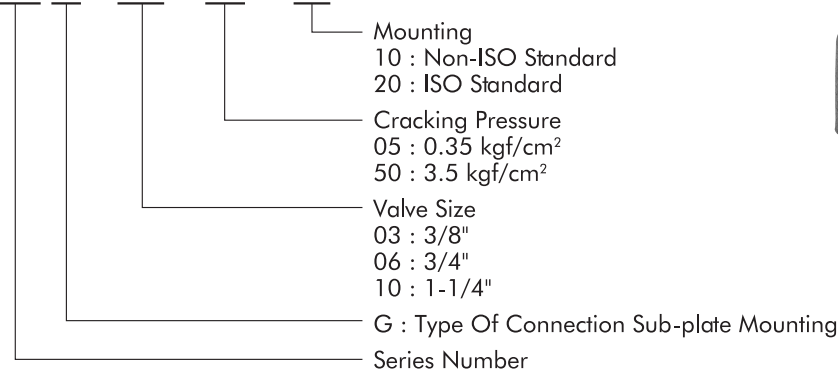 Mounting
10 : Non-ISO Standard
20 : ISO Standard
Cracking Pressure
05 : 0.35 kgf/cm²
50 : 3.5 kgf/cm²
Valve Size
03 : 3/8"
06 : 3/4"
10 : 1-1/4"
G : Type Of Connection Sub-plate Mounting
Series Number